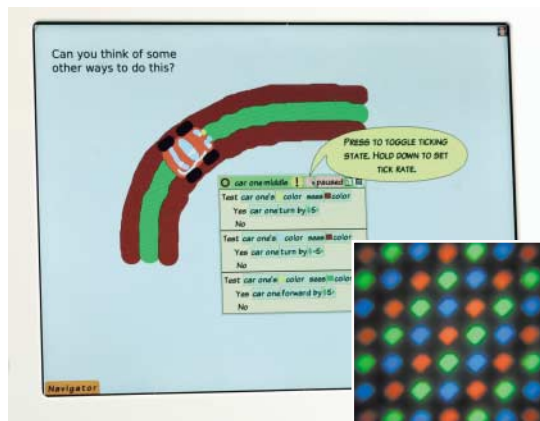 Can you think of some
other ways to do this?
PRESS TO TOGGLE TICKING
STATE. HOLD DOWN TO SET
TICK RATE.
car one middle ! paused
Test car one's color sees color
Yes car one turn by 5
No
Test car one's color sees color
Yes car one turn by -5
No
Test car one's color sees color
Yes car one forward by 5
No
Navigator